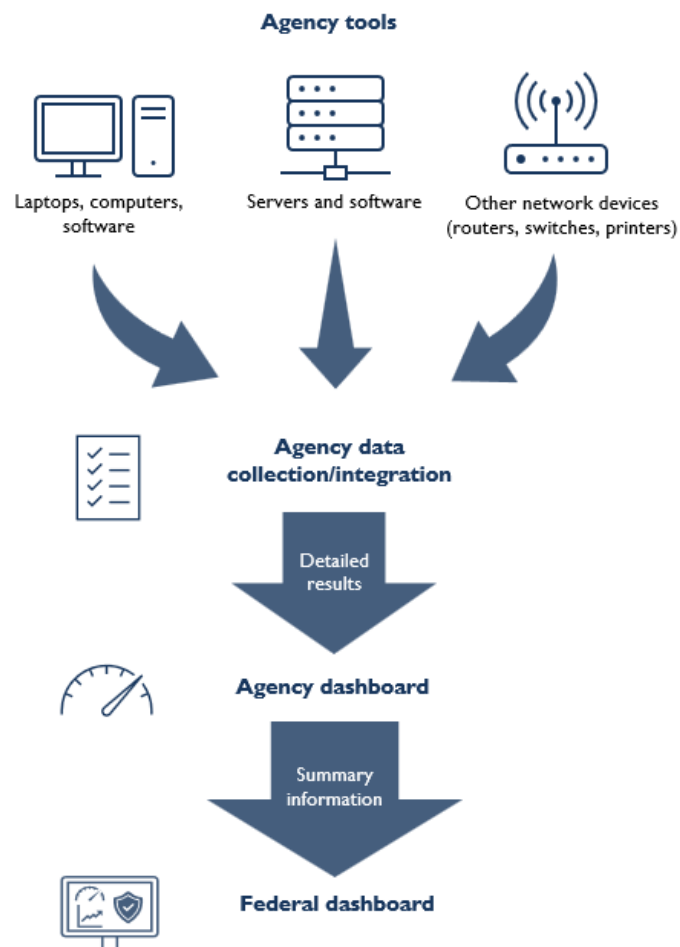 Agency tools
Laptops, computers,
software
Servers and software
Other network devices
(routers, switches, printers)
Agency data
collection/integration
Detailed
results
Agency dashboard
Summary
information
Federal dashboard